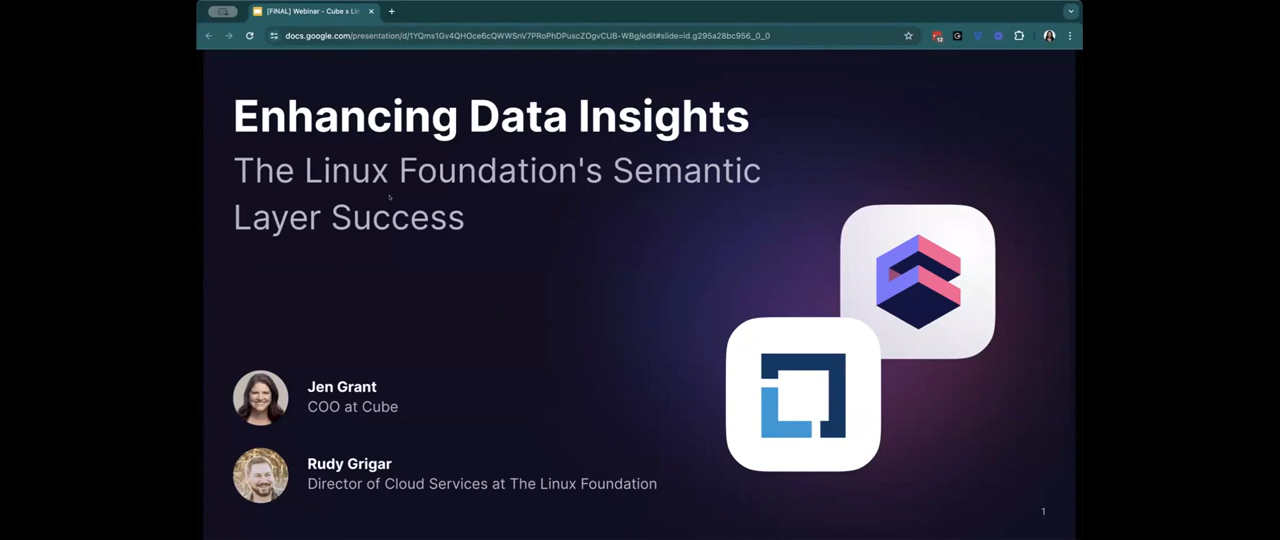 [FINAL] Webinar - Cube x Li
docs.google.com/presentation/d/1YQms1Gv4QHOce6cQWWSnV7PRoPhDPuscZOgvCUB-WBg/edit#slide=id.g295a28bc956_0_0
12
G
Enhancing Data Insights
The Linux Foundation's Semantic
Layer Success
Jen Grant
COO at Cube
Rudy Grigar
Director of Cloud Services at The Linux Foundation
1